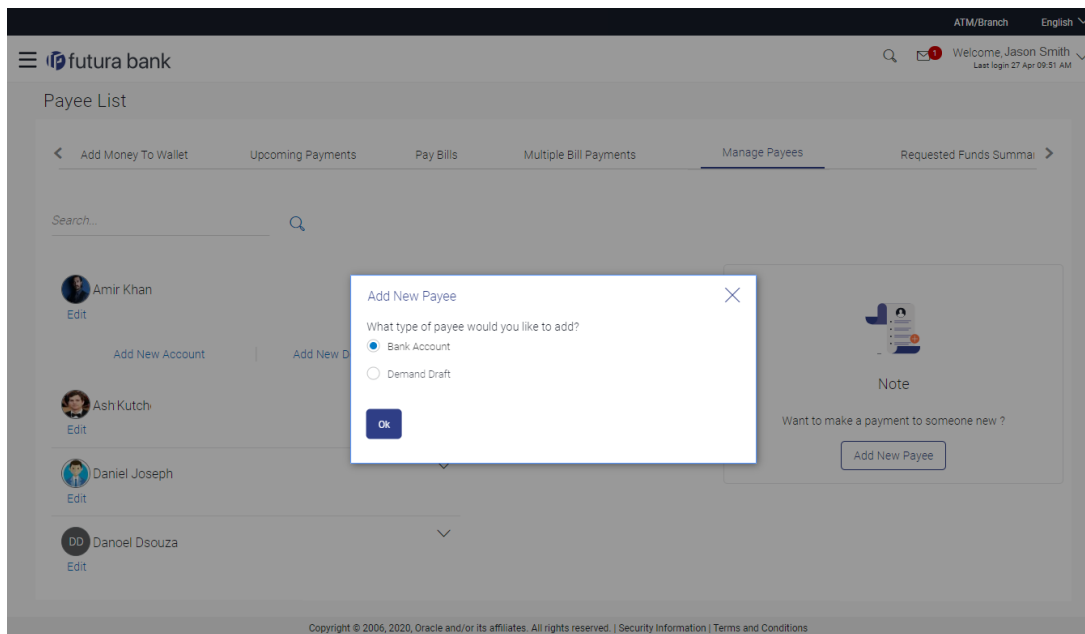 ATM/Branch English
futura bank
1
Welcome, Jason Smith
Last login 27 Apr 09:51 AM
Payee List
Add Money To Wallet Upcoming Payments Pay Bills Multiple Bill Payments Manage Payees Requested Funds Summar
Search...
Amir Khan
Edit
Add New Account Add New D
Ash Kutch
Edit
Daniel Joseph
Edit
DD Danoel Dsouza
Edit
Add New Payee
What type of payee would you like to add?
Bank Account
Demand Draft
Ok
Note
Want to make a payment to someone new ?
Add New Payee
Copyright © 2006, 2020, Oracle and/or its affiliates. All rights reserved. | Security Information | Terms and Conditions